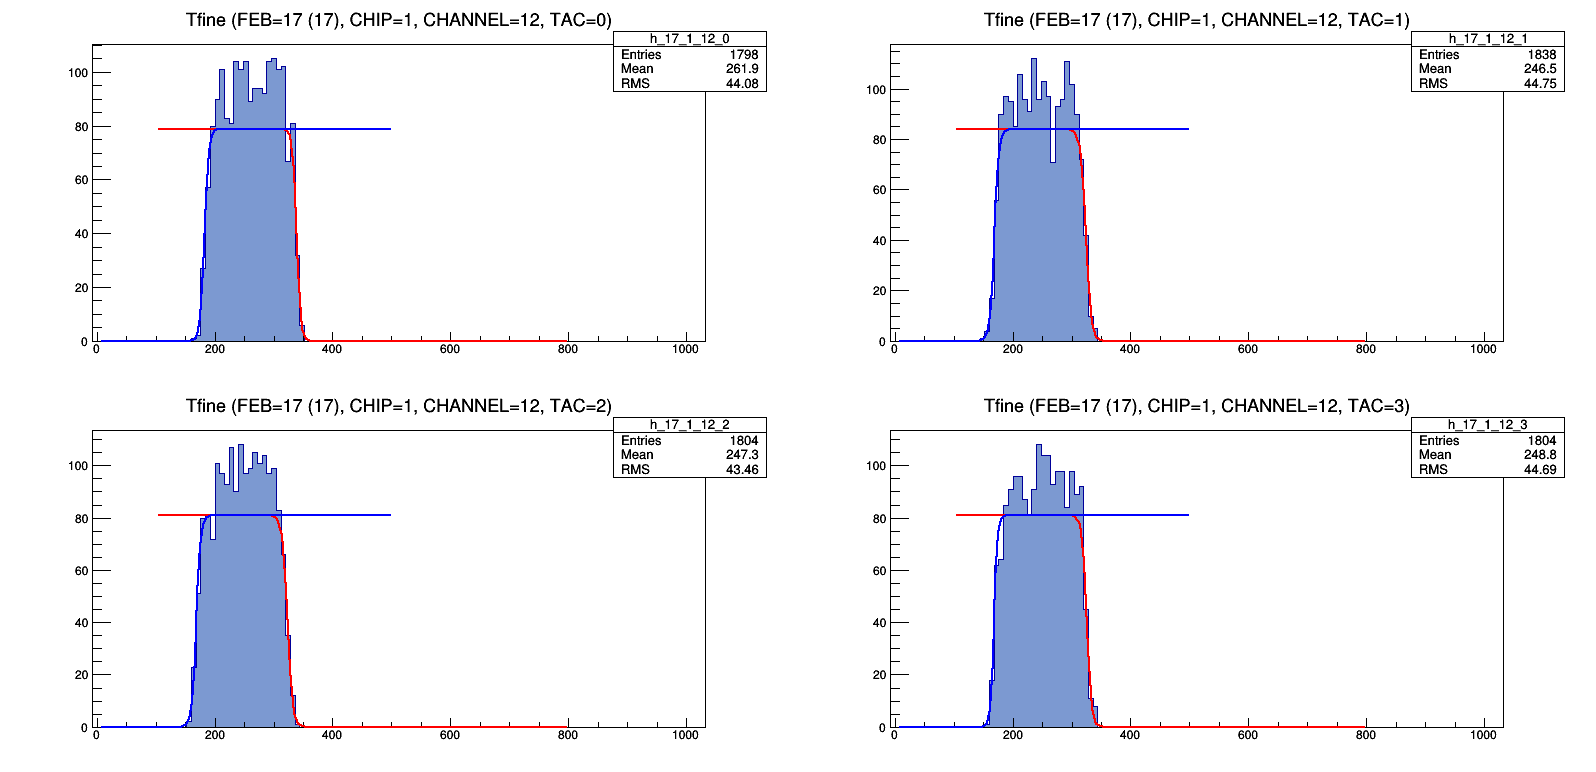 Tfine (FEB=17 (17), CHIP=1, CHANNEL=12, TAC=0)
h_17_1_12_0
Entries 1798
Mean 261.9
RMS 44.08
100
80
60
40
20
0
0 200 400 600 800 1000
Tfine (FEB=17 (17), CHIP=1, CHANNEL=12, TAC=1)
h_17_1_12_1
Entries 1838
Mean 246.5
RMS 44.75
100
80
60
40
20
0
0 200 400 600 800 1000
Tfine (FEB=17 (17), CHIP=1, CHANNEL=12, TAC=2)
h_17_1_12_2
Entries 1804
Mean 247.3
RMS 43.46
100
80
60
40
20
0
0 200 400 600 800 1000
Tfine (FEB=17 (17), CHIP=1, CHANNEL=12, TAC=3)
h_17_1_12_3
Entries 1804
Mean 248.8
RMS 44.69
100
80
60
40
20
0
0 200 400 600 800 1000